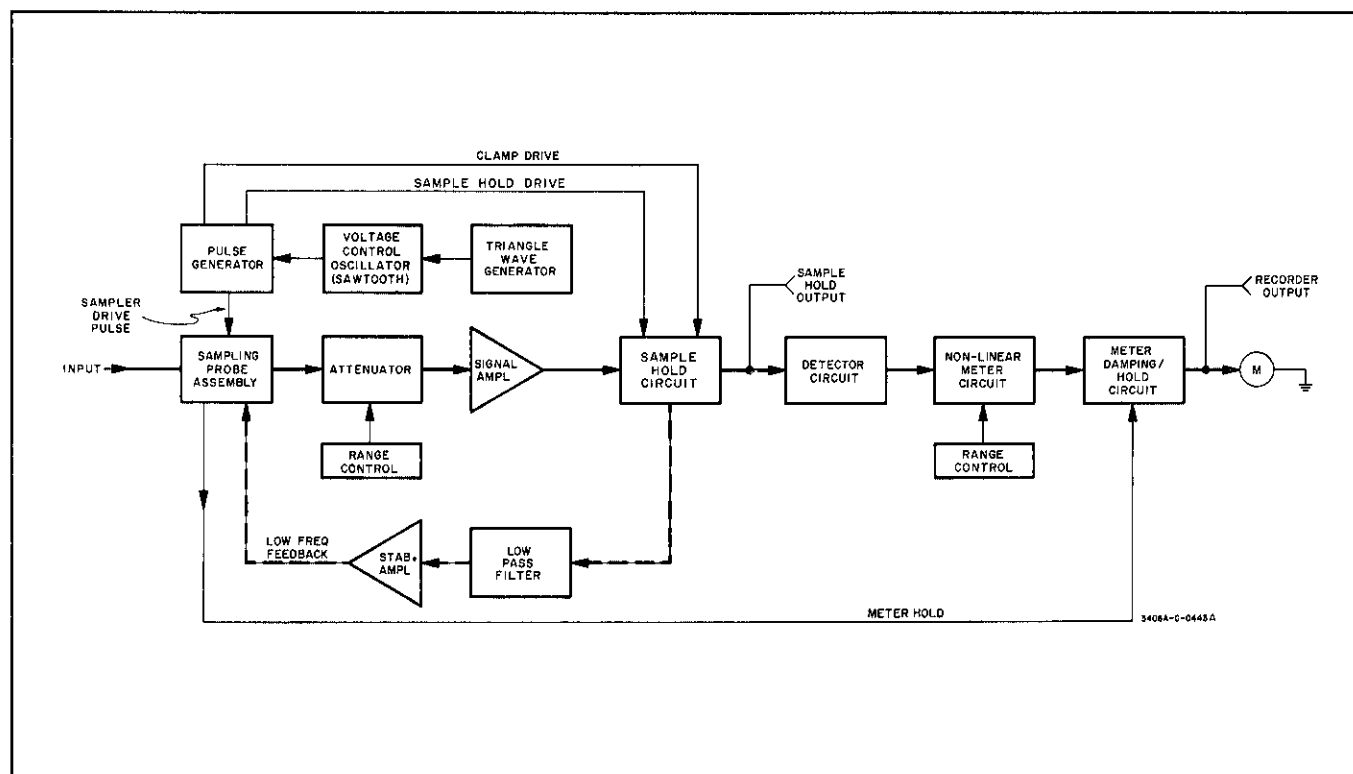 CLAMP DRIVE
SAMPLE HOLD DRIVE
PULSE
GENERATOR
VOLTAGE
CONTROL
OSCILLATOR
(SAWTOOTH)
TRIANGLE
WAVE
GENERATOR
SAMPLER
DRIVE
PULSE
SAMPLE
HOLD
OUTPUT
RECORDER
OUTPUT
INPUT
SAMPLING
PROBE
ASSEMBLY
ATTENUATOR
SIGNAL
AMPL
SAMPLE
HOLD
CIRCUIT
DETECTOR
CIRCUIT
NON-LINEAR
METER
CIRCUIT
METER
DAMPING/
HOLD
CIRCUIT
M
RANGE
CONTROL
RANGE
CONTROL
LOW FREQ
FEEDBACK
STAB.
AMPL
LOW
PASS
FILTER
METER HOLD
3406A-C-0445A